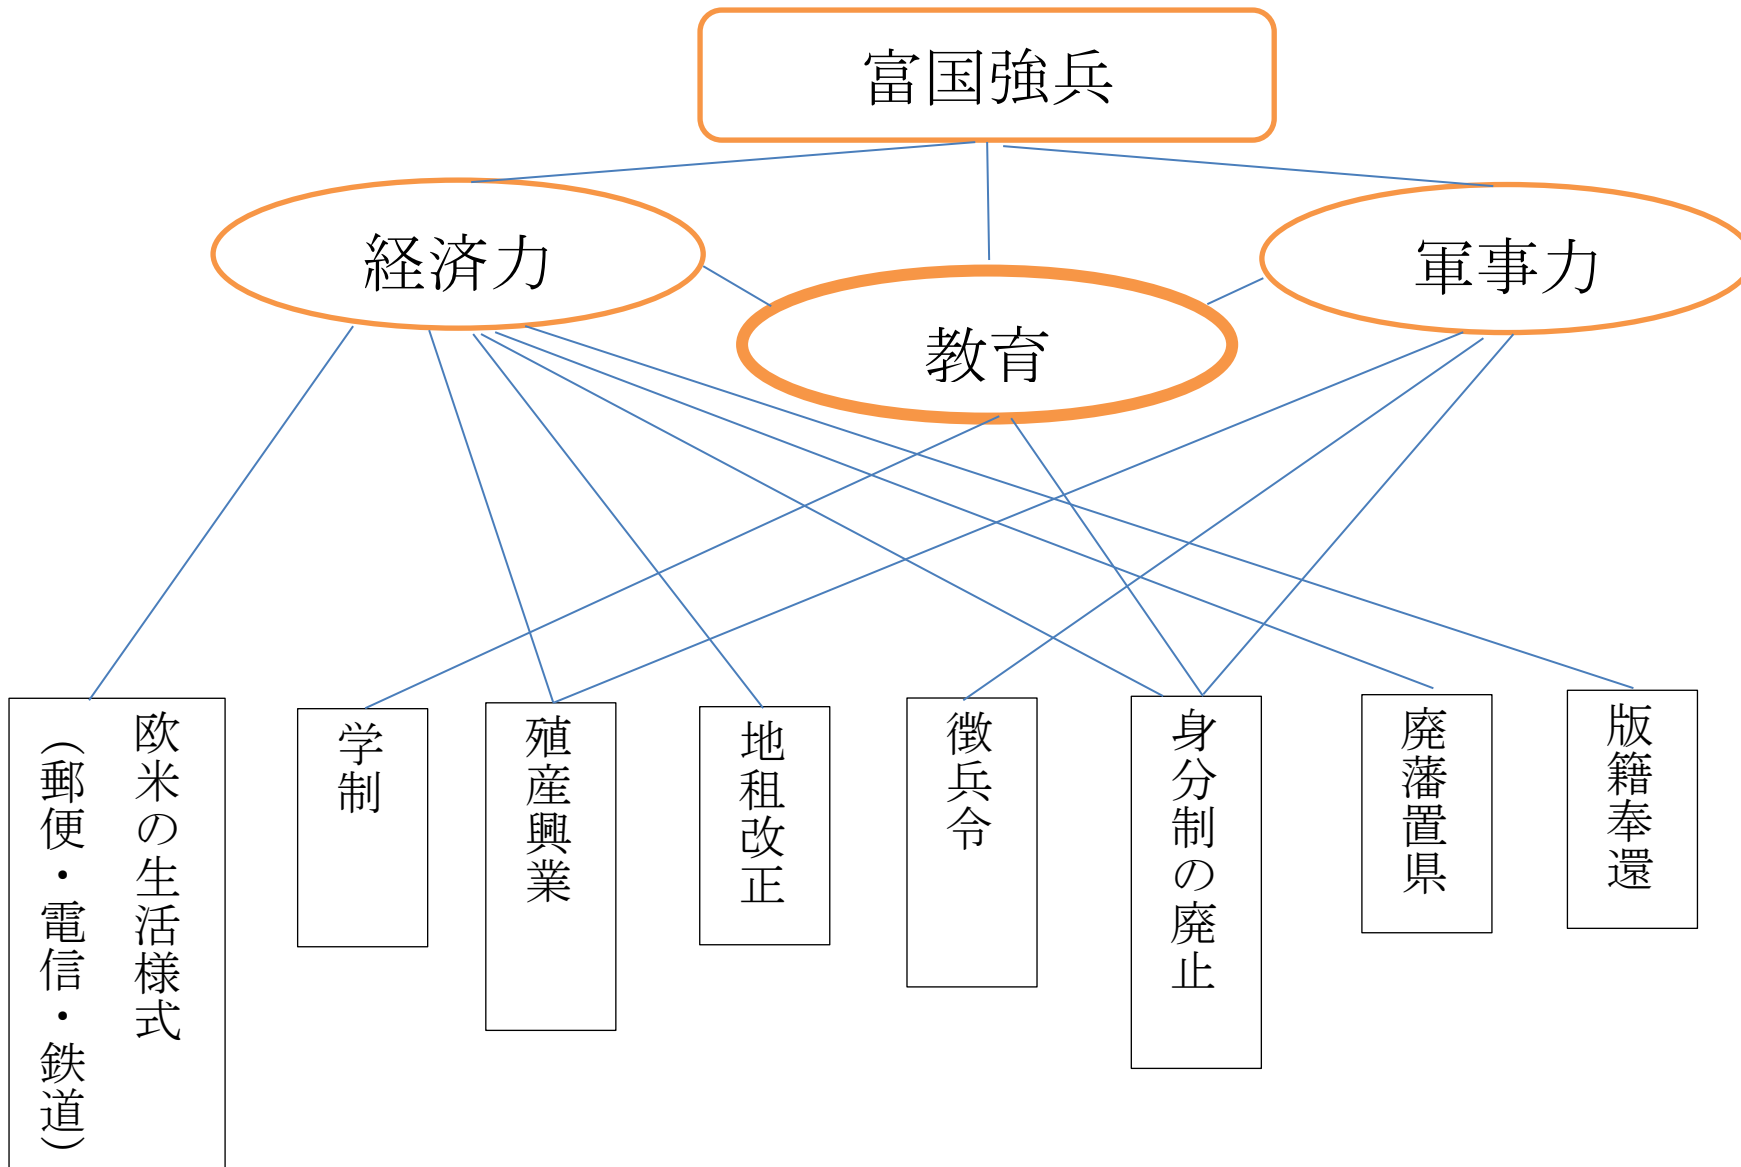 富国強兵
経済力
軍事力
教育
欧米の生活様式
（郵便・電信・鉄道）
学制
殖産興業
地租改正
徴兵令
身分制の廃止
廃藩置県
版籍奉還